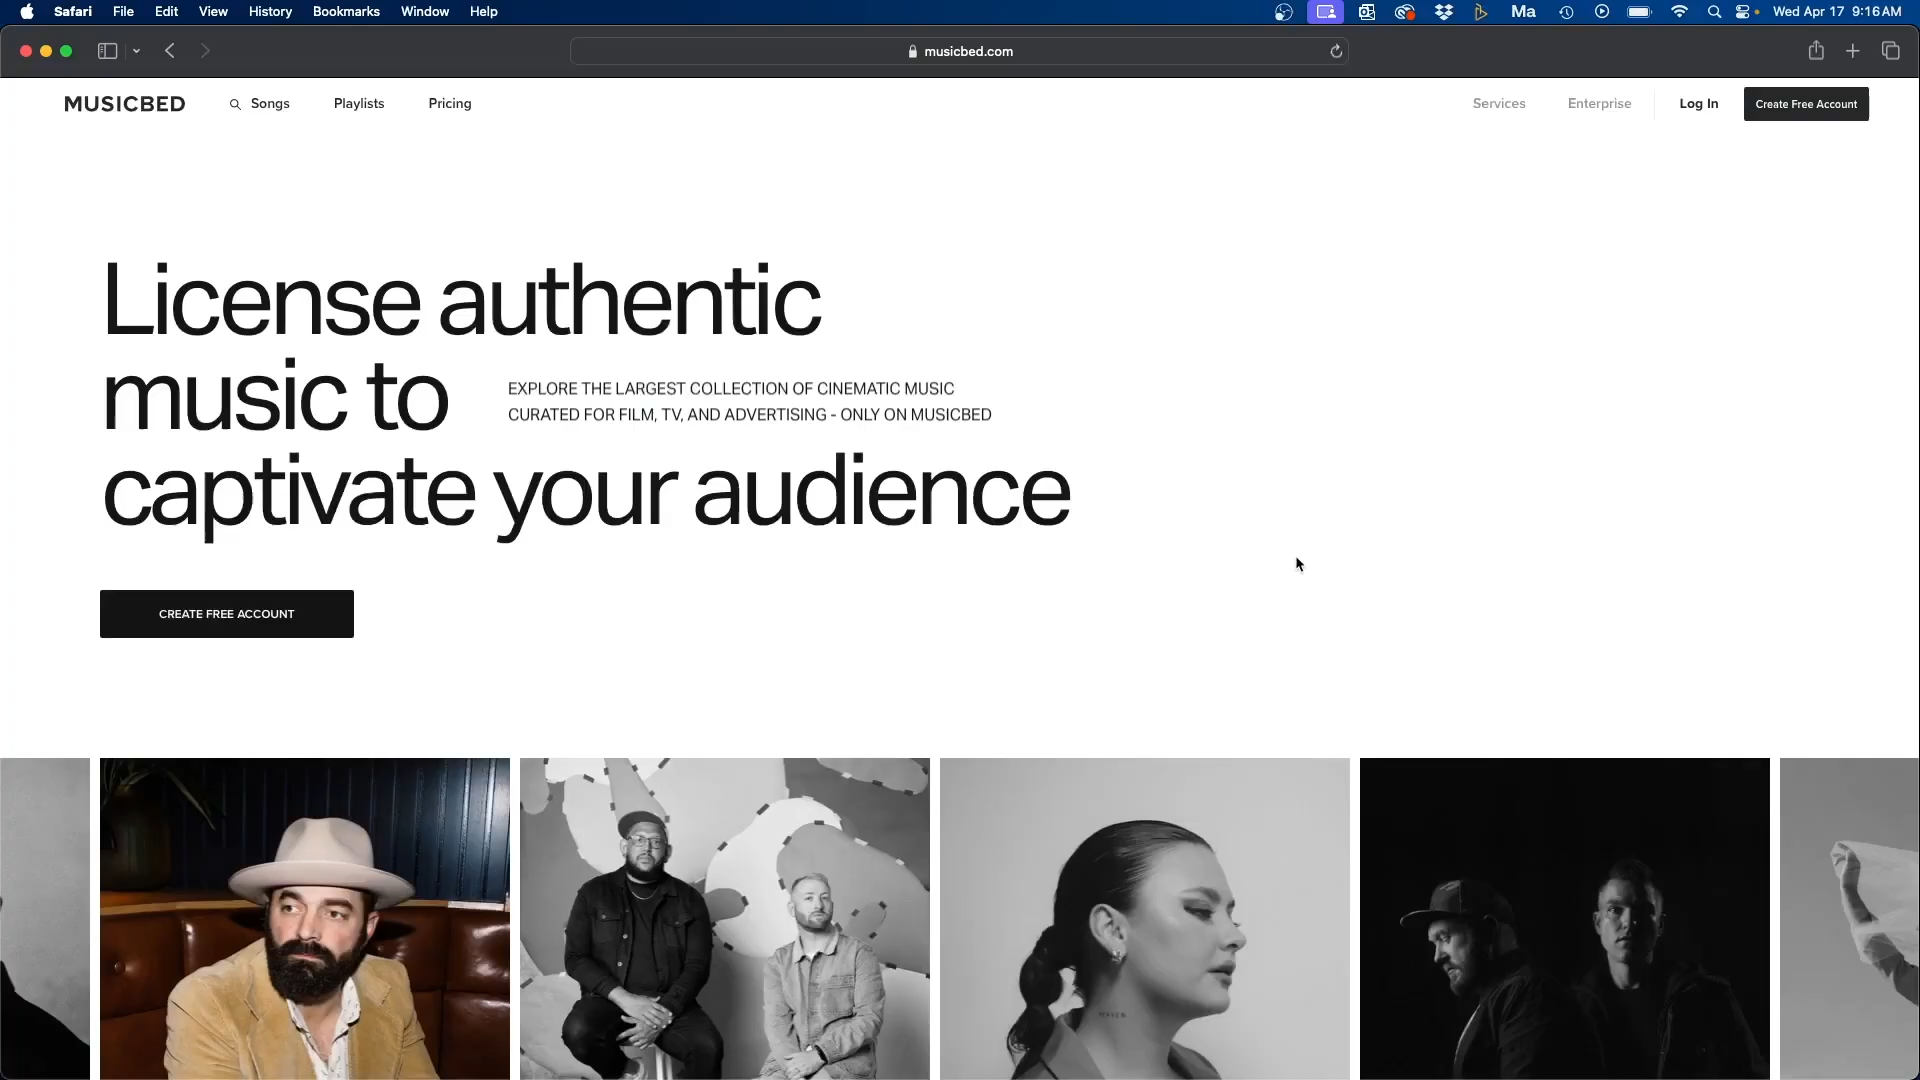 Safari File Edit View History Bookmarks Window Help Ma Wed Apr 17 9:16 AM
musicbed.com
MUSICBED Songs Playlists Pricing Services Enterprise Log In Create Free Account
License authentic
music to
EXPLORE THE LARGEST COLLECTION OF CINEMATIC MUSIC
CURATED FOR FILM, TV, AND ADVERTISING - ONLY ON MUSICBED
captivate your audience
CREATE FREE ACCOUNT